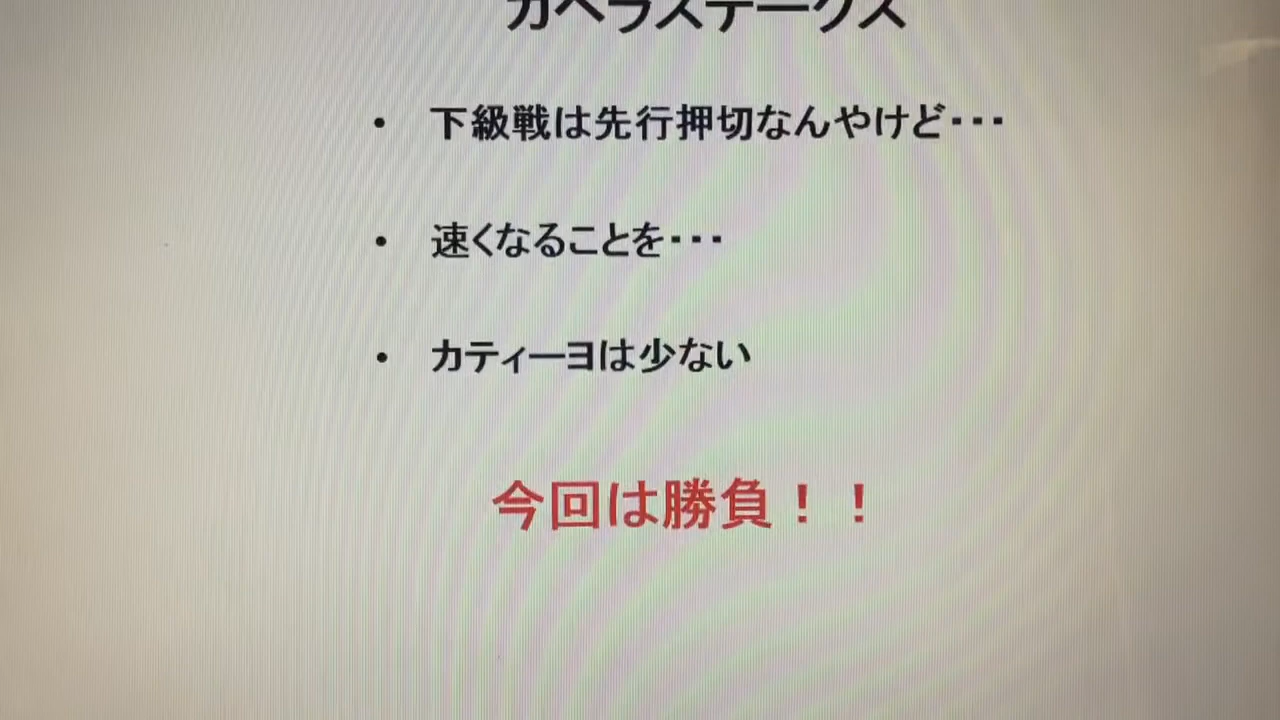 カペラステークス
・ 下級戦は先行押切なんやけど･･･
・ 速くなることを･･･
・ カティーヨは少ない
今回は勝負！！